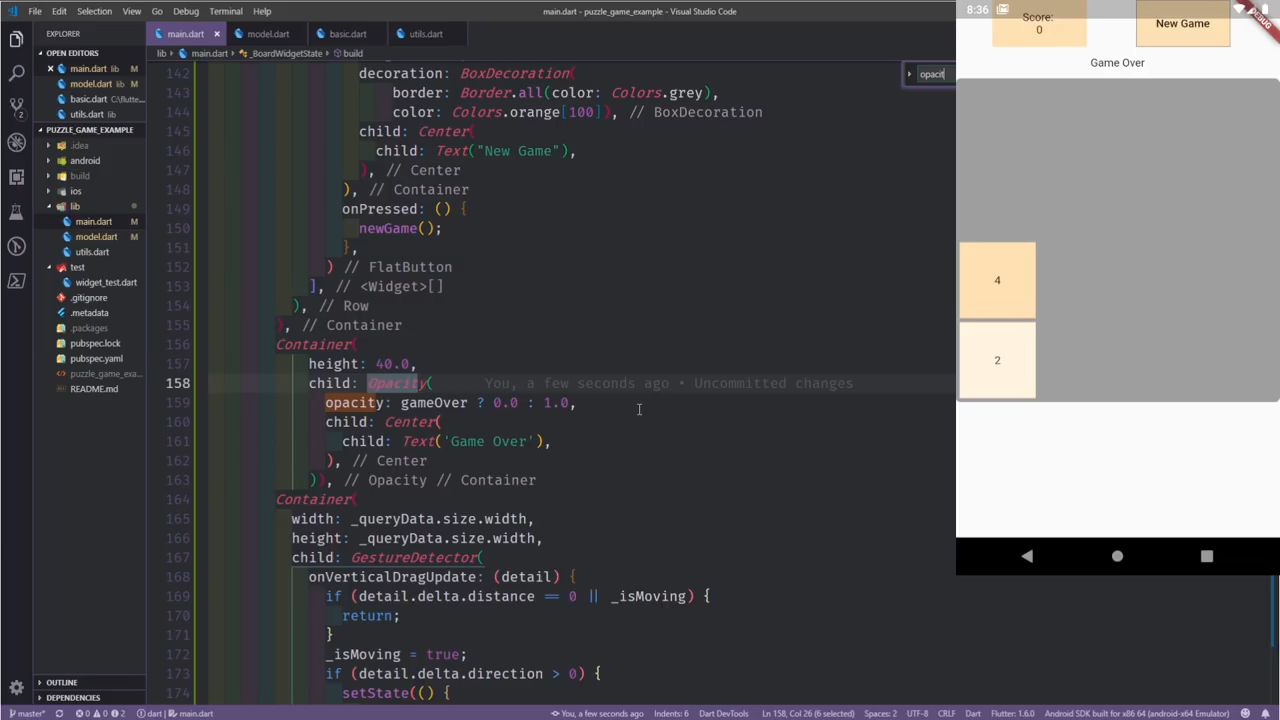 File Edit Selection View Go Debug Terminal Help
main.dart - puzzle_game_example - Visual Studio Code
EXPLORER
OPEN EDITORS
main.dart lib M
model.dart lib M
basic.dart C:\flutte...
utils.dart lib
PUZZLE_GAME_EXAMPLE
.idea
android
build
ios
lib
main.dart M
model.dart M
utils.dart
test
widget_test.dart
.gitignore
.metadata
.packages
pubspec.lock
pubspec.yaml
puzzle_game_exa...
README.md
OUTLINE
DEPENDENCIES
main.dart
model.dart
basic.dart
utils.dart
lib main.dart _BoardWidgetState build
opacit
142 decoration: BoxDecoration(
143 border: Border.all(color: Colors.grey),
144 color: Colors.orange[100]), // BoxDecoration
145 child: Center(
146 child: Text("New Game"),
147 ), // Center
148 ), // Container
149 onPressed: () {
150 newGame();
151 },
152 ) // FlatButton
153 ], // <Widget>[]
154 ), // Row
155 ), // Container
156 Container(
157 height: 40.0,
158 child: Opacity( You, a few seconds ago • Uncommitted changes
159 opacity: gameOver ? 0.0 : 1.0,
160 child: Center(
161 child: Text('Game Over'),
162 ), // Center
163 )), // Opacity // Container
164 Container(
165 width: _queryData.size.width,
166 height: _queryData.size.width,
167 child: GestureDetector(
168 onVerticalDragUpdate: (detail) {
169 if (detail.delta.distance == 0 || _isMoving) {
170 return;
171 }
172 _isMoving = true;
173 if (detail.delta.direction > 0) {
174 setState(() {
8:36
DEBUG
Score:
0
New Game
Game Over
4
2
master* 0 0 2 dart | main.dart You, a few seconds ago Indents: 6 Dart DevTools Ln 158, Col 26 (6 selected) Spaces: 2 UTF-8 CRLF Dart Flutter: 1.6.0 Android SDK built for x86 64 (android-x64 Emulator)